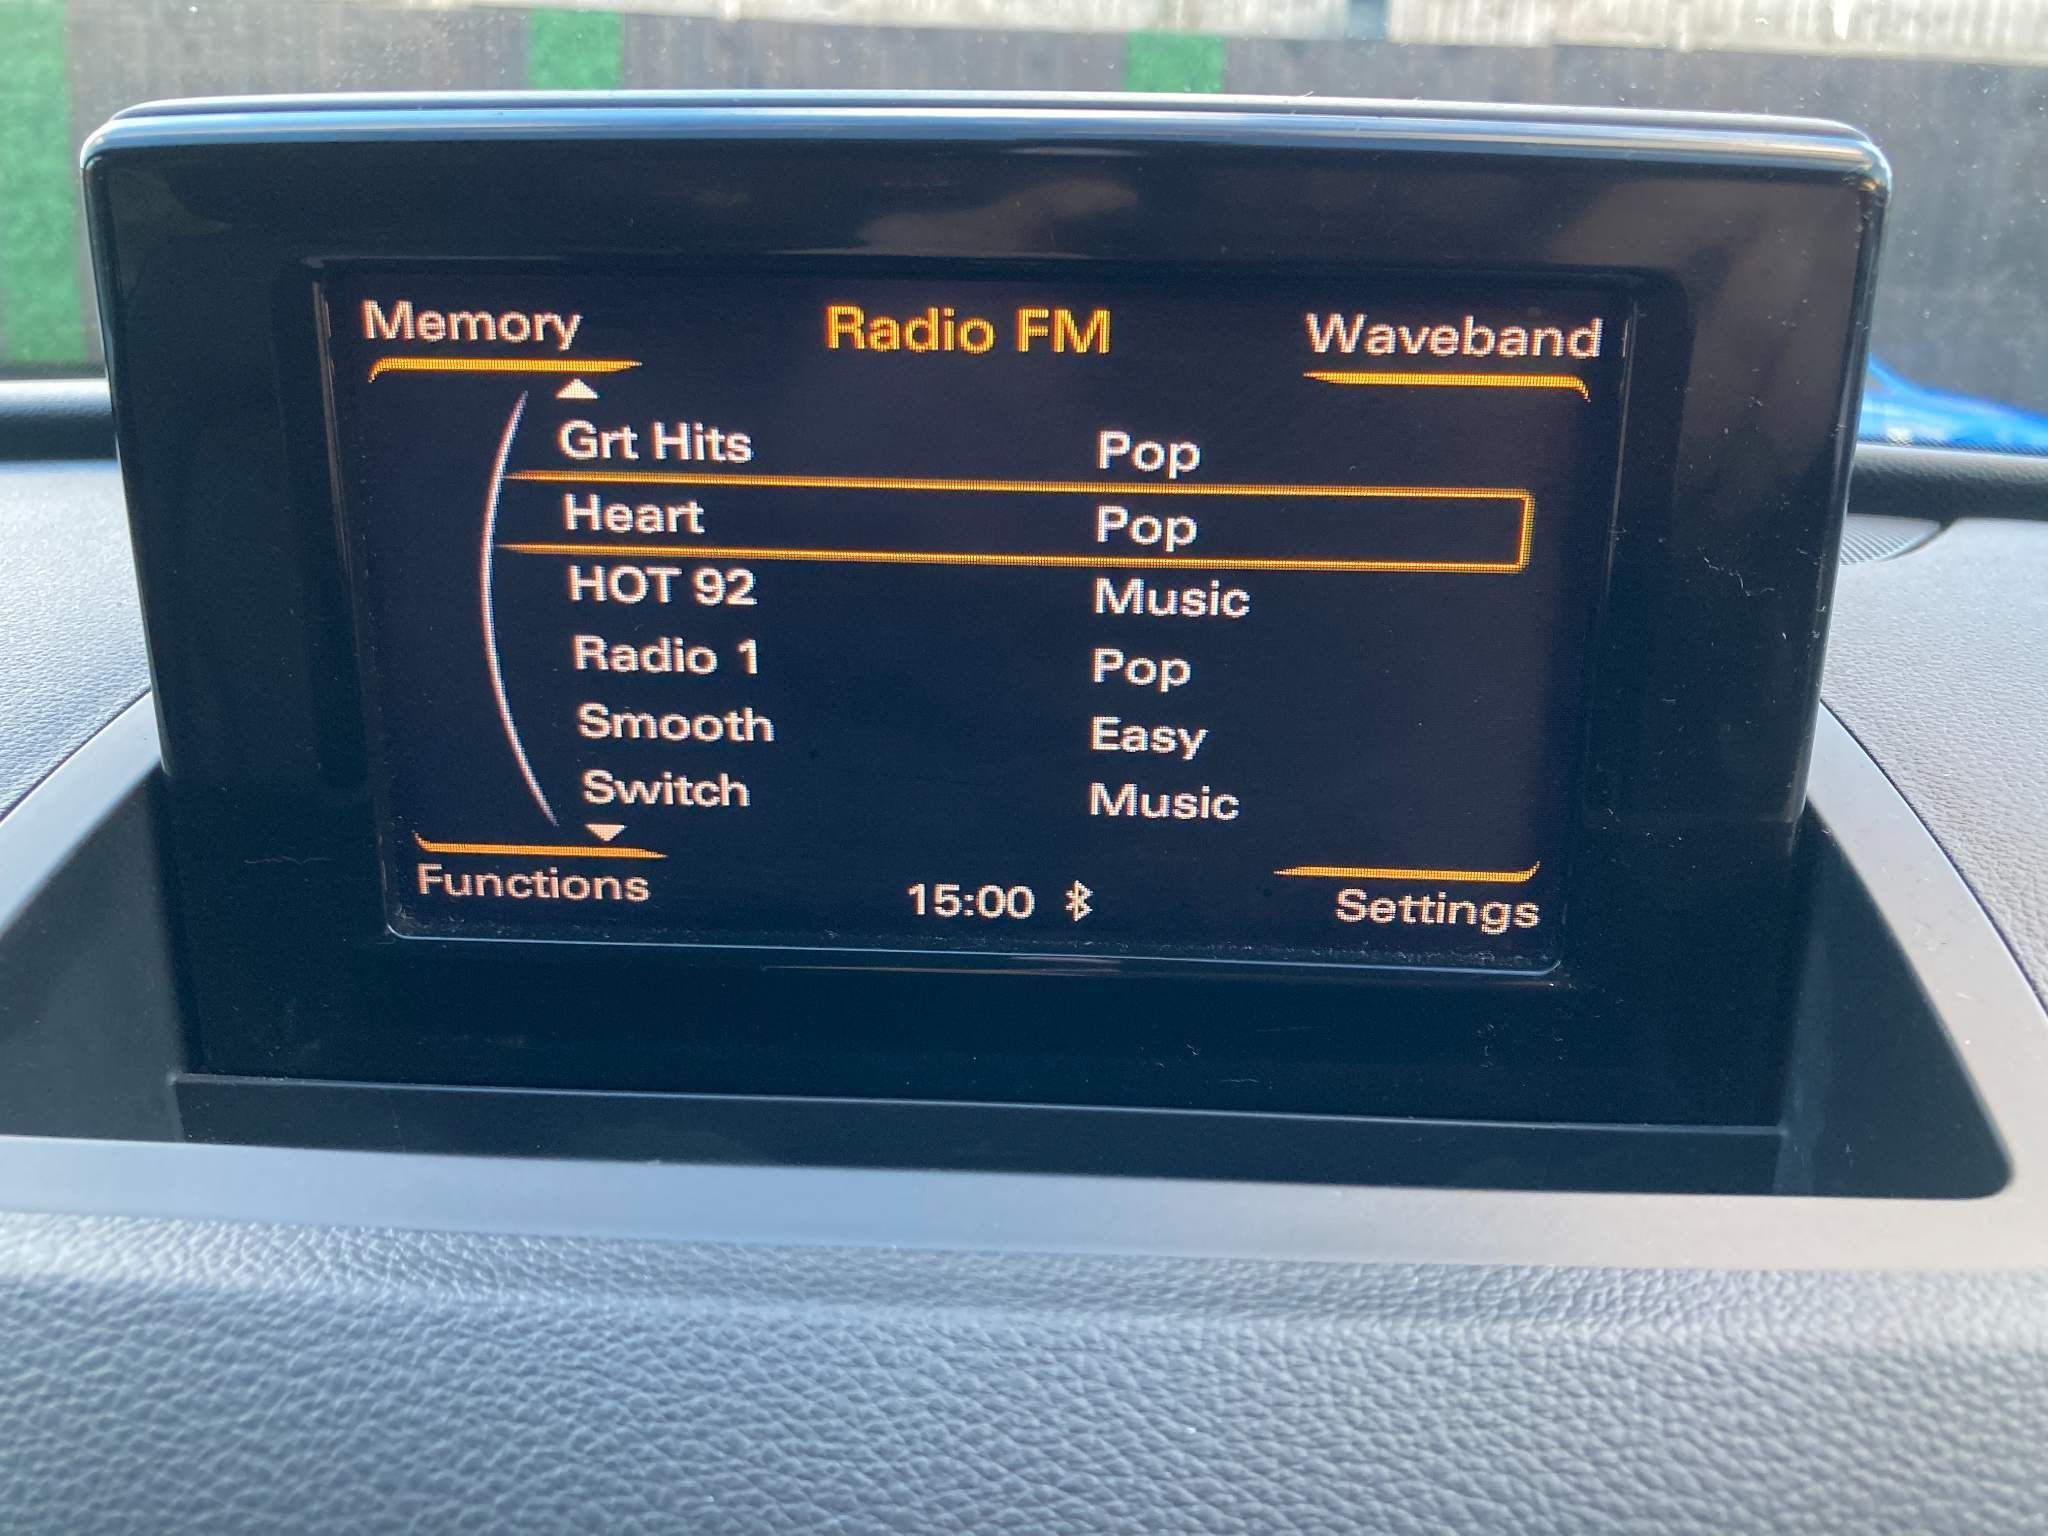 Memory Radio FM Waveband
Grt Hits Pop
Heart Pop
HOT 92 Music
Radio 1 Pop
Smooth Easy
Switch Music
Functions 15:00 Settings